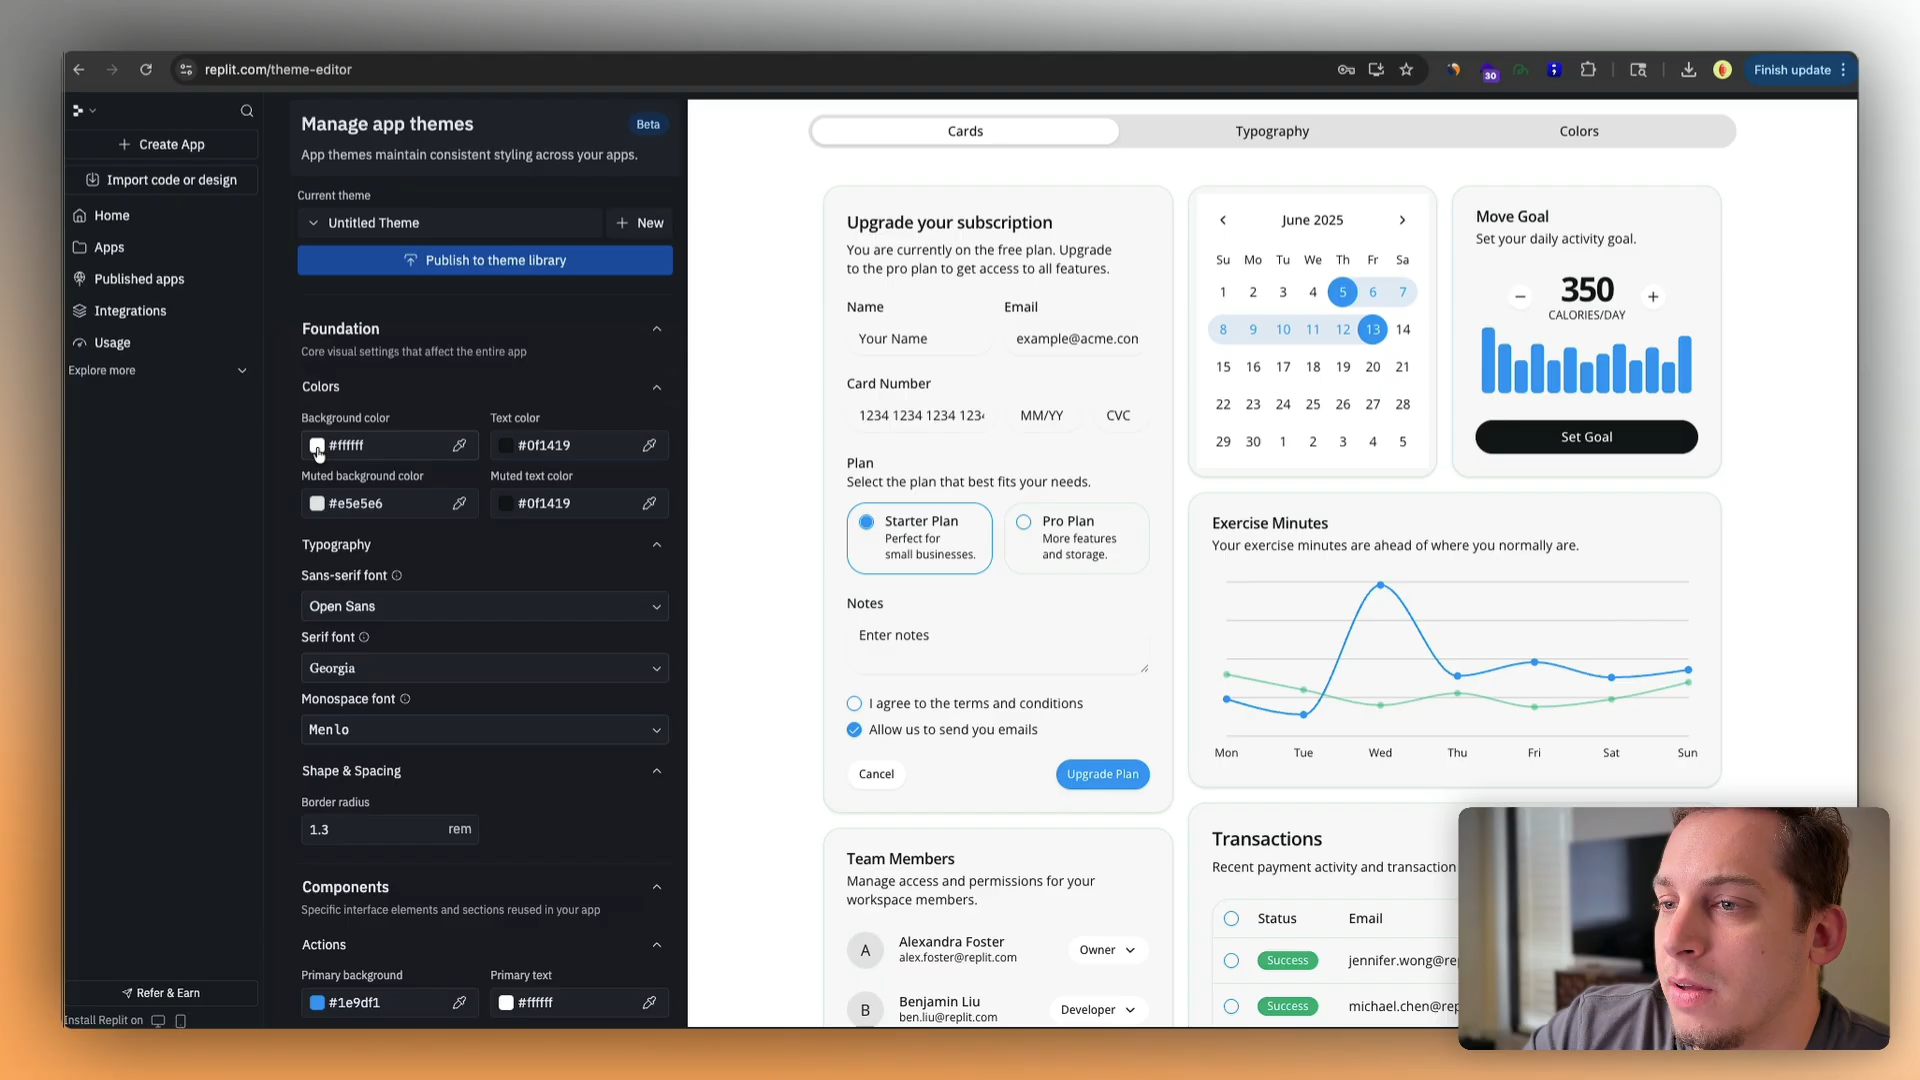 replit.com/theme-editor
30
Finish update
Create App
Import code or design
Home
Apps
Published apps
Integrations
Usage
Explore more
Refer & Earn
Install Replit on
Manage app themes
Beta
App themes maintain consistent styling across your apps.
Current theme
Untitled Theme
New
Publish to theme library
Foundation
Core visual settings that affect the entire app
Colors
Background color
Text color
#ffffff
#0f1419
Muted background color
Muted text color
#e5e5e6
#0f1419
Typography
Sans-serif font
Open Sans
Serif font
Georgia
Monospace font
Menlo
Shape & Spacing
Border radius
1.3
rem
Components
Specific interface elements and sections reused in your app
Actions
Primary background
Primary text
#1e9df1
#ffffff
Cards
Typography
Colors
Upgrade your subscription
You are currently on the free plan. Upgrade
to the pro plan to get access to all features.
Name
Email
Your Name
example@acme.con
Card Number
1234 1234 1234 1234
MM/YY
CVC
Plan
Select the plan that best fits your needs.
Starter Plan
Perfect for
small businesses.
Pro Plan
More features
and storage.
Notes
Enter notes
I agree to the terms and conditions
Allow us to send you emails
Cancel
Upgrade Plan
Team Members
Manage access and permissions for your
workspace members.
A
Alexandra Foster
alex.foster@replit.com
Owner
B
Benjamin Liu
ben.liu@replit.com
Developer
June 2025
Su Mo Tu We Th Fr Sa
1 2 3 4 5 6 7
8 9 10 11 12 13 14
15 16 17 18 19 20 21
22 23 24 25 26 27 28
29 30 1 2 3 4 5
Move Goal
Set your daily activity goal.
350
CALORIES/DAY
Set Goal
Exercise Minutes
Your exercise minutes are ahead of where you normally are.
Mon Tue Wed Thu Fri Sat Sun
Transactions
Recent payment activity and transaction
Status
Email
Success
jennifer.wong@rep
Success
michael.chen@rep